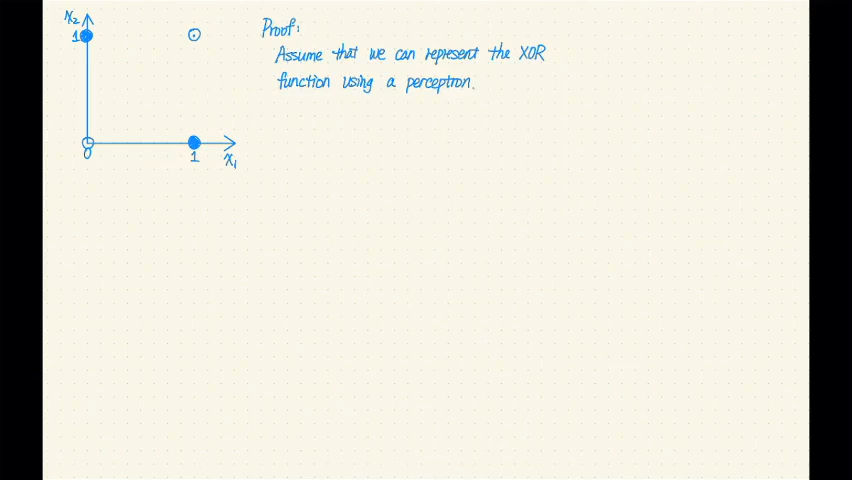 x₂
1
0
1
x₁
Proof:
Assume that we can represent the XOR
function using a perceptron.